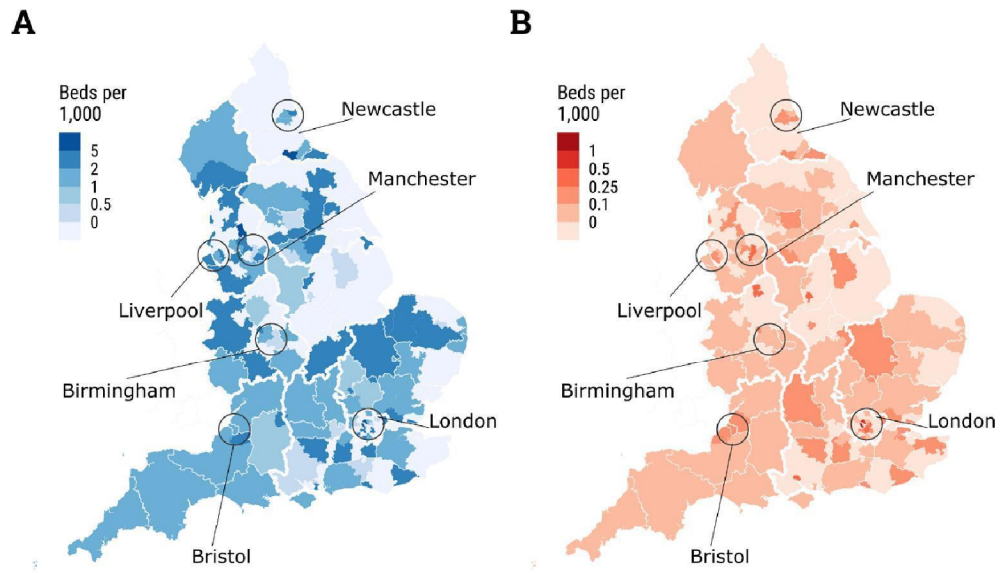 A
Beds per
1,000
5
2
1
0.5
0
Newcastle
Manchester
Liverpool
Birmingham
London
Bristol
B
Beds per
1,000
1
0.5
0.25
0.1
0
Newcastle
Manchester
Liverpool
Birmingham
London
Bristol